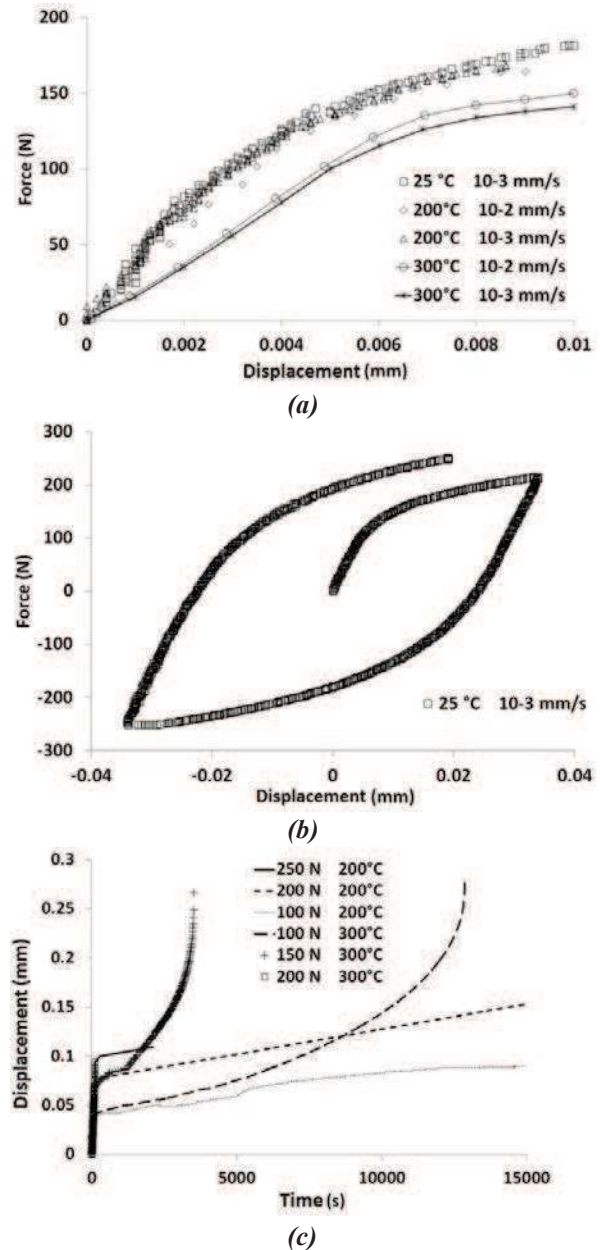 200
150
100
50
0
Force (N)
25 °C 10-3 mm/s
200°C 10-2 mm/s
200°C 10-3 mm/s
300°C 10-2 mm/s
300°C 10-3 mm/s
0 0.002 0.004 0.006 0.008 0.01
Displacement (mm)
(a)
300
200
100
0
-100
-200
-300
Force (N)
25 °C 10-3 mm/s
-0.04 -0.02 0 0.02 0.04
Displacement (mm)
(b)
0.3
0.25
0.2
0.15
0.1
0.05
0
Displacement (mm)
250 N 200°C
200 N 200°C
100 N 200°C
100 N 300°C
150 N 300°C
200 N 300°C
0 5000 10000 15000
Time (s)
(c)